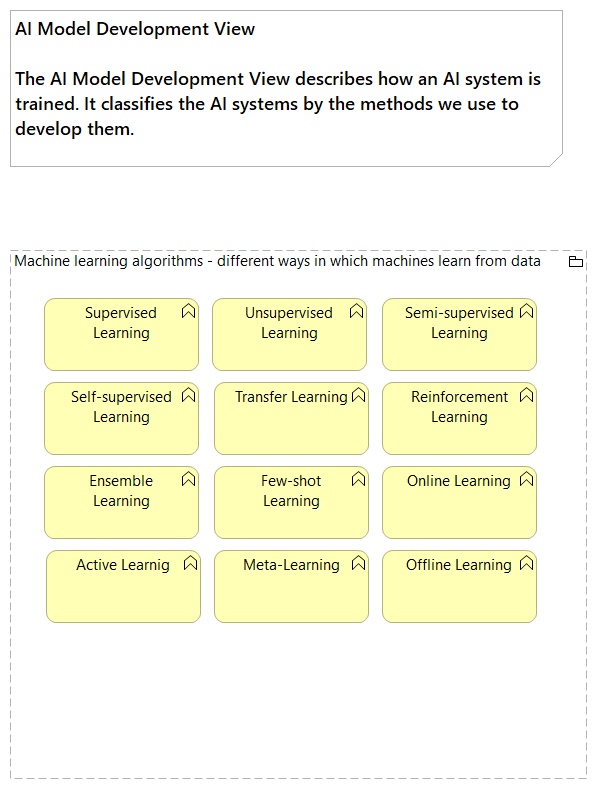 AI Model Development View
The AI Model Development View describes how an AI system is
trained. It classifies the AI systems by the methods we use to
develop them.
Machine learning algorithms - different ways in which machines learn from data
Supervised
Learning
Unsupervised
Learning
Semi-supervised
Learning
Self-supervised
Learning
Transfer Learning
Reinforcement
Learning
Ensemble
Learning
Few-shot
Learning
Online Learning
Active Learnig
Meta-Learning
Offline Learning